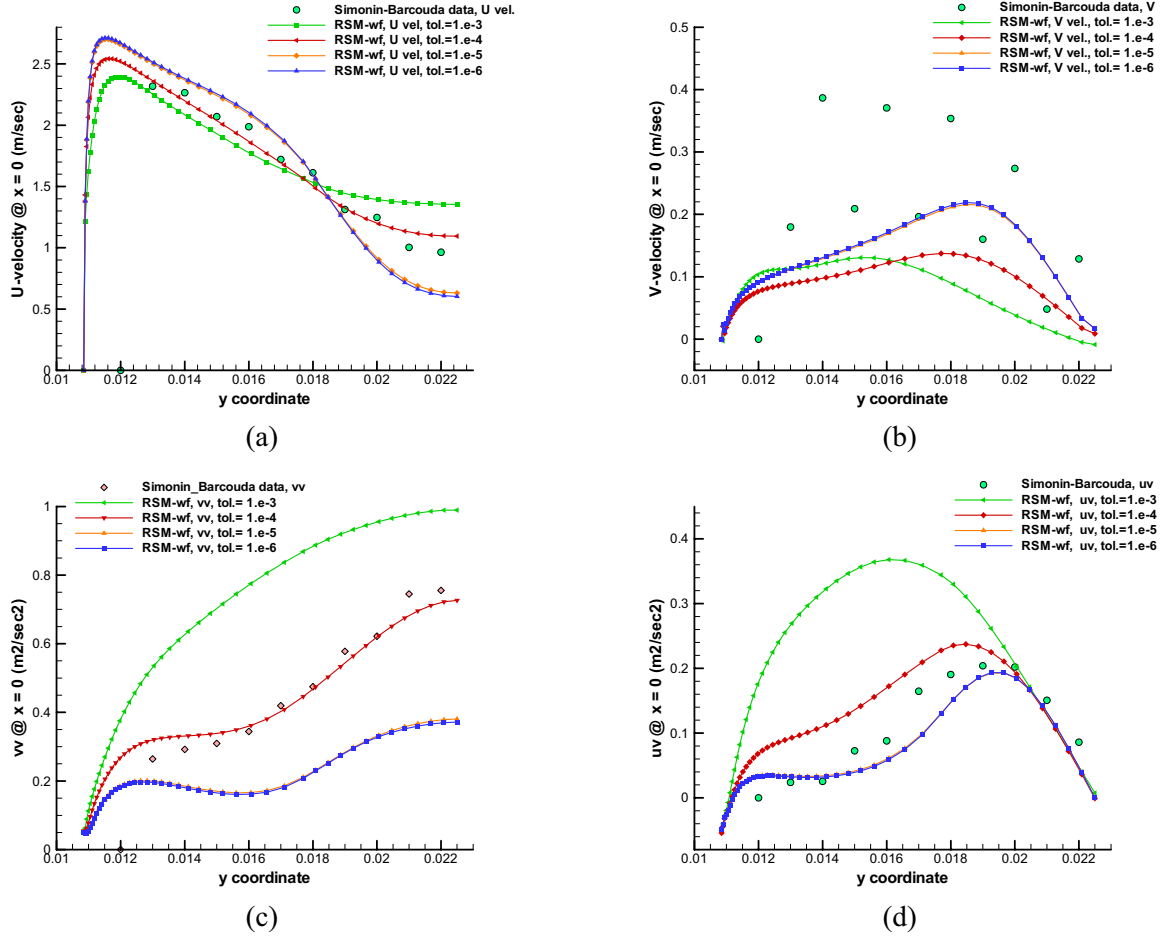 Simonin-Barcouda data, U vel.
RSM-wf, U vel, tol.=1.e-3
RSM-wf, U vel, tol.=1.e-4
RSM-wf, U vel, tol.=1.e-5
RSM-wf, U vel, tol.=1.e-6
2.5
2
1.5
1
0.5
0
U-velocity @ x = 0 (m/sec)
0.01 0.012 0.014 0.016 0.018 0.02 0.022
y coordinate
(a)
Simonin-Barcouda data, V
RSM-wf, V vel., tol.= 1.e-3
RSM-wf, V vel., tol.= 1.e-4
RSM-wf, V vel., tol.= 1.e-5
RSM-wf, V vel., tol.= 1.e-6
0.5
0.4
0.3
0.2
0.1
0
V-velocity @ x = 0 (m/sec)
0.01 0.012 0.014 0.016 0.018 0.02 0.022
y coordinate
(b)
Simonin_Barcouda data, vv
RSM-wf, vv, tol.= 1.e-3
RSM-wf, vv, tol.= 1.e-4
RSM-wf, vv, tol.= 1.e-5
RSM-wf, vv, tol.= 1.e-6
1
0.8
0.6
0.4
0.2
0
vv @ x = 0 (m2/sec2)
0.01 0.012 0.014 0.016 0.018 0.02 0.022
y coordinate
(c)
Simonin-Barcouda, uv
RSM-wf, uv, tol.=1.e-3
RSM-wf, uv, tol.=1.e-4
RSM-wf, uv, tol.=1.e-5
RSM-wf, uv, tol.=1.e-6
0.4
0.2
0
uv @ x = 0 (m2/sec2)
0.01 0.012 0.014 0.016 0.018 0.02 0.022
y coordinate
(d)